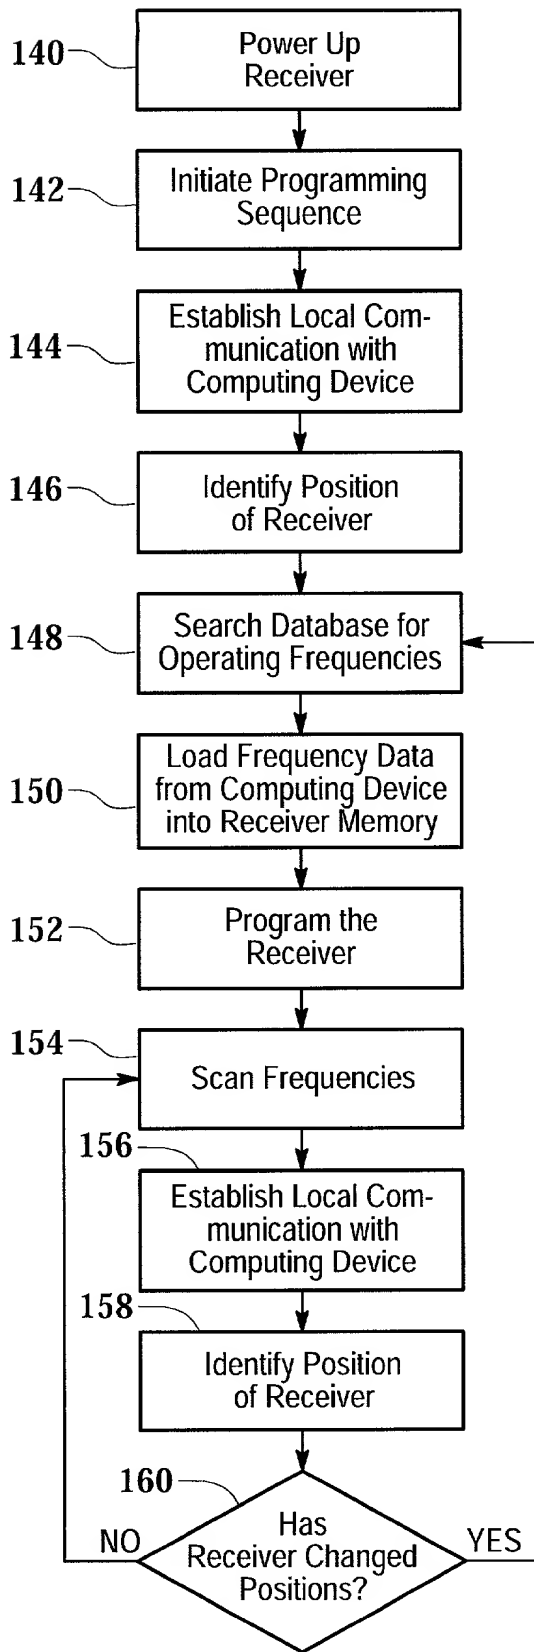 140
Power Up
Receiver
142
Initiate Programming
Sequence
144
Establish Local Com-
munication with
Computing Device
146
Identify Position
of Receiver
148
Search Database for
Operating Frequencies
150
Load Frequency Data
from Computing Device
into Receiver Memory
152
Program the
Receiver
154
Scan Frequencies
156
Establish Local Com-
munication with
Computing Device
158
Identify Position
of Receiver
160
Has
Receiver Changed
Positions?
NO
YES